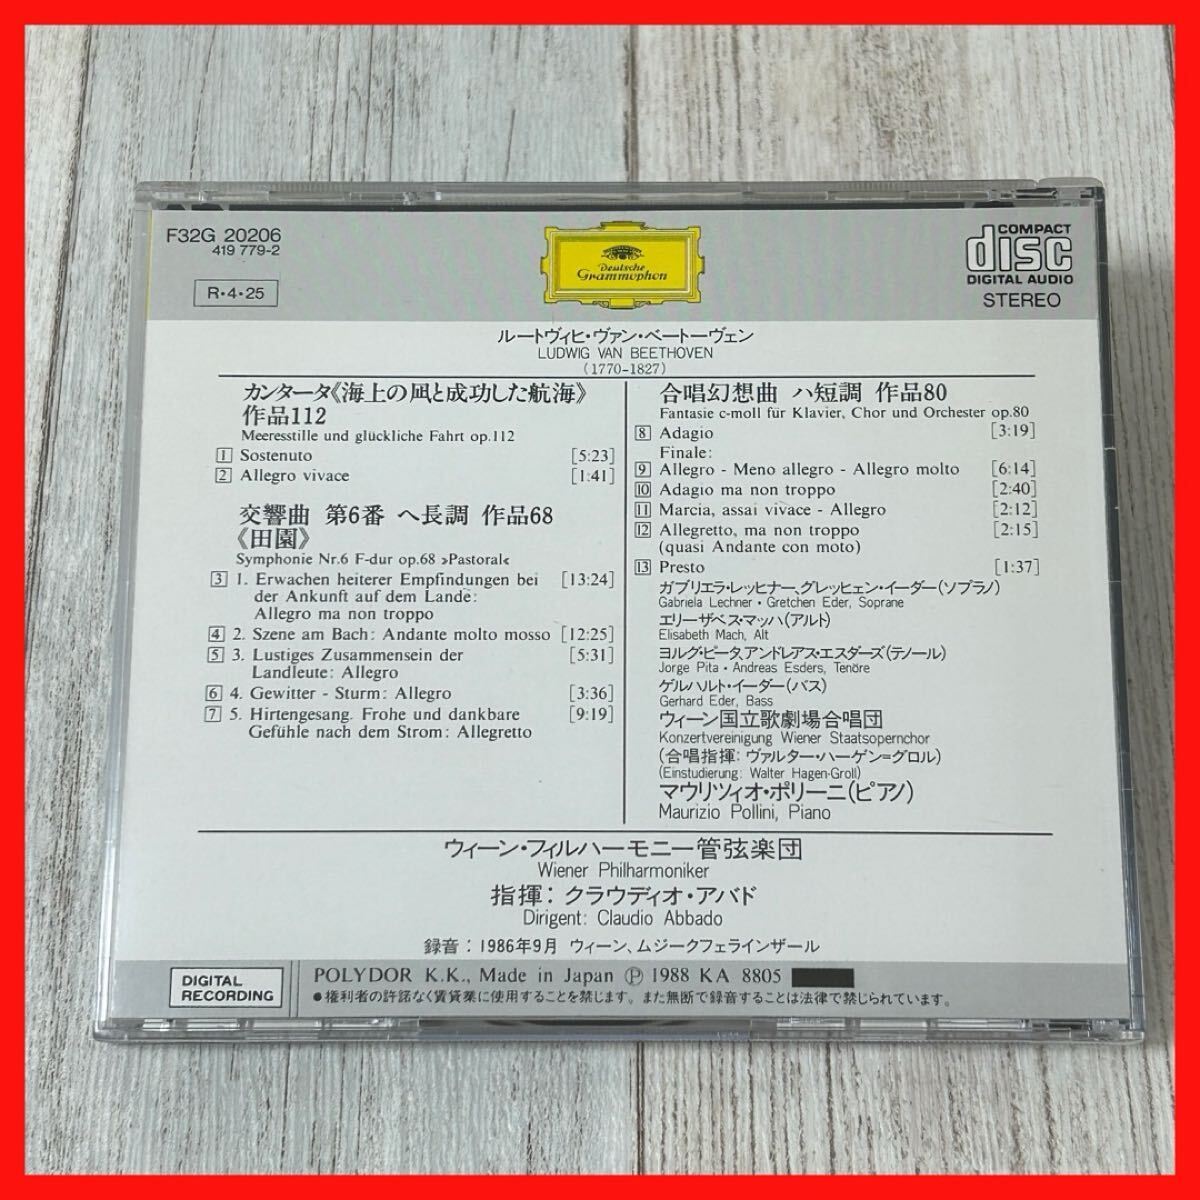 F32G 20206
419 779-2
R・4・25
Deutsche
Grammophon
COMPACT
disc
DIGITAL AUDIO
STEREO
ルートヴィヒ・ヴァン・ベートーヴェン
LUDWIG VAN BEETHOVEN
(1770-1827)
カンタータ《海上の凪と成功した航海》
作品112
Meeresstille und glückliche Fahrt op.112
1 Sostenuto [5:23]
2 Allegro vivace [1:41]
交響曲 第6番 ヘ長調 作品68
《田園》
Symphonie Nr.6 F-dur op.68 »Pastoral«
3 1. Erwachen heiterer Empfindungen bei [13:24]
der Ankunft auf dem Lande:
Allegro ma non troppo
4 2. Szene am Bach: Andante molto mosso [12:25]
5 3. Lustiges Zusammensein der [5:31]
Landleute: Allegro
6 4. Gewitter - Sturm: Allegro [3:36]
7 5. Hirtengesang. Frohe und dankbare [9:19]
Gefühle nach dem Strom: Allegretto
合唱幻想曲 ハ短調 作品80
Fantasie c-moll für Klavier, Chor und Orchester op.80
8 Adagio [3:19]
Finale:
9 Allegro - Meno allegro - Allegro molto [6:14]
10 Adagio ma non troppo [2:40]
11 Marcia, assai vivace - Allegro [2:12]
12 Allegretto, ma non troppo [2:15]
(quasi Andante con moto)
13 Presto [1:37]
ガブリエラ・レッヒナー、グレッヒェン・イーダー(ソプラノ)
Gabriela Lechner・Gretchen Eder, Soprane
エリーザベス・マッハ(アルト)
Elisabeth Mach, Alt
ヨルグ・ピータ、アンドレアス・エスダーズ(テノール)
Jorge Pita・Andreas Esders, Tenöre
ゲルハルト・イーダー(バス)
Gerhard Eder, Bass
ウィーン国立歌劇場合唱団
Konzertvereinigung Wiener Staatsopernchor
(合唱指揮: ヴァルター・ハーゲン=グロル)
(Einstudierung: Walter Hagen-Groll)
マウリツィオ・ポリーニ(ピアノ)
Maurizio Pollini, Piano
ウィーン・フィルハーモニー管弦楽団
Wiener Philharmoniker
指揮: クラウディオ・アバド
Dirigent: Claudio Abbado
録音: 1986年9月 ウィーン、ムジークフェラインザール
DIGITAL
RECORDING
POLYDOR K.K., Made in Japan Ⓟ 1988 KA 8805
●権利者の許諾なく賃貸業に使用することを禁じます。また無断で録音することは法律で禁じられています。